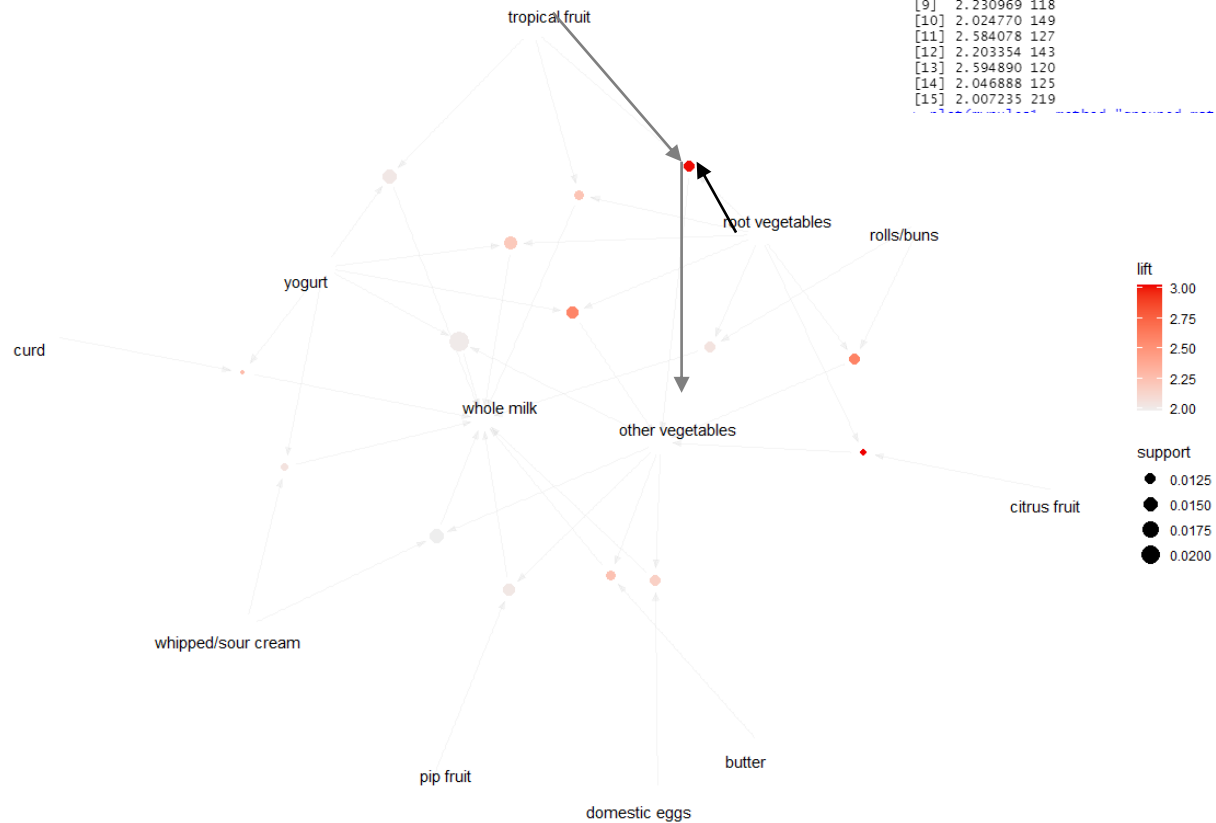 [9] 2.230969 118
[10] 2.024770 149
[11] 2.584078 127
[12] 2.203354 143
[13] 2.594890 120
[14] 2.046888 125
[15] 2.007235 219
tropical fruit
root vegetables
rolls/buns
yogurt
curd
whole milk
other vegetables
citrus fruit
whipped/sour cream
pip fruit
butter
domestic eggs
lift
3.00
2.75
2.50
2.25
2.00
support
0.0125
0.0150
0.0175
0.0200